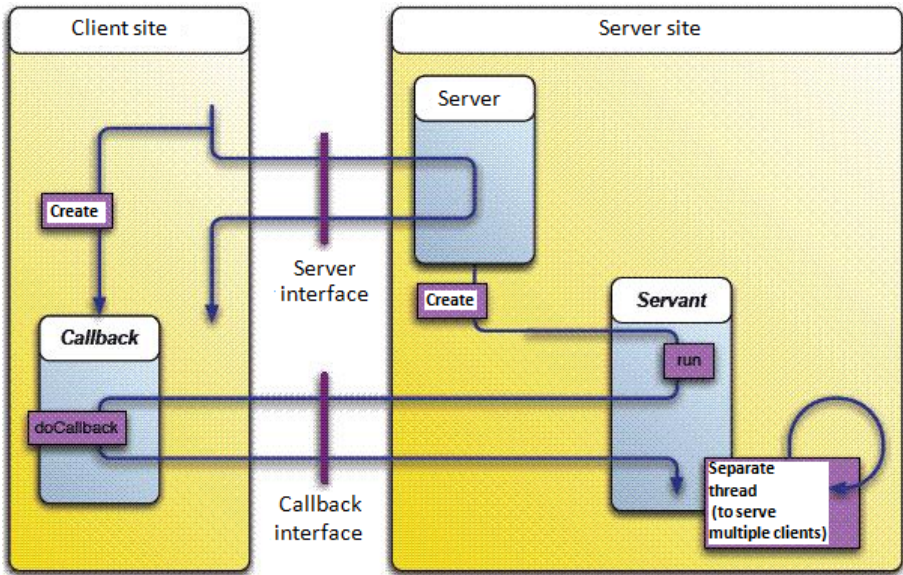 Client site
Server site
Server
Create
Server
interface
Create
Servant
Callback
run
doCallback
Separate
thread
(to serve
multiple clients)
Callback
interface